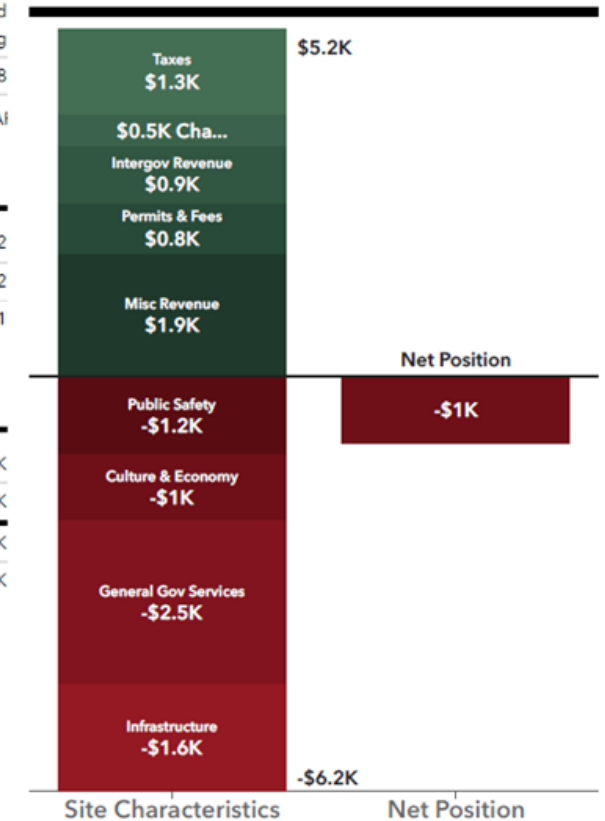 $5.2K
Taxes
$1.3K
$0.5K Cha...
Intergov Revenue
$0.9K
Permits & Fees
$0.8K
Misc Revenue
$1.9K
Net Position
Public Safety
-$1.2K
-$1K
Culture & Economy
-$1K
General Gov Services
-$2.5K
Infrastructure
-$1.6K
-$6.2K
Site Characteristics
Net Position